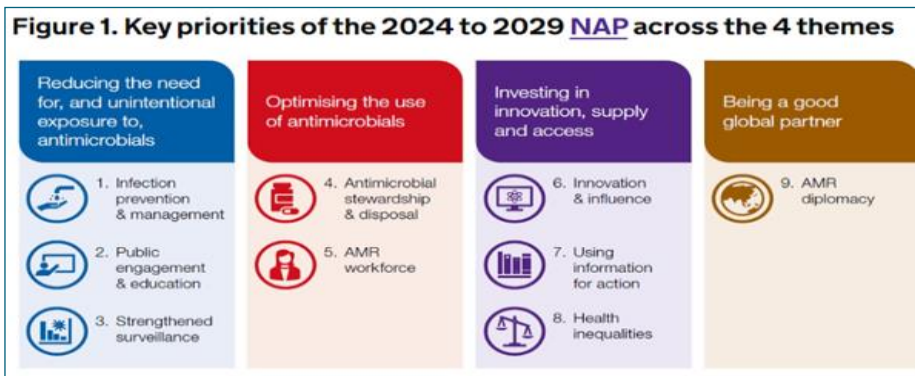 Figure 1. Key priorities of the 2024 to 2029 NAP across the 4 themes
Reducing the need
for, and unintentional
exposure to,
antimicrobials
1. Infection
prevention
& management
2. Public
engagement
& education
3. Strengthened
surveillance
Optimising the use
of antimicrobials
4. Antimicrobial
stewardship
& disposal
5. AMR
workforce
Investing in
innovation, supply
and access
6. Innovation
& influence
7. Using
information
for action
8. Health
inequalities
Being a good
global partner
9. AMR
diplomacy